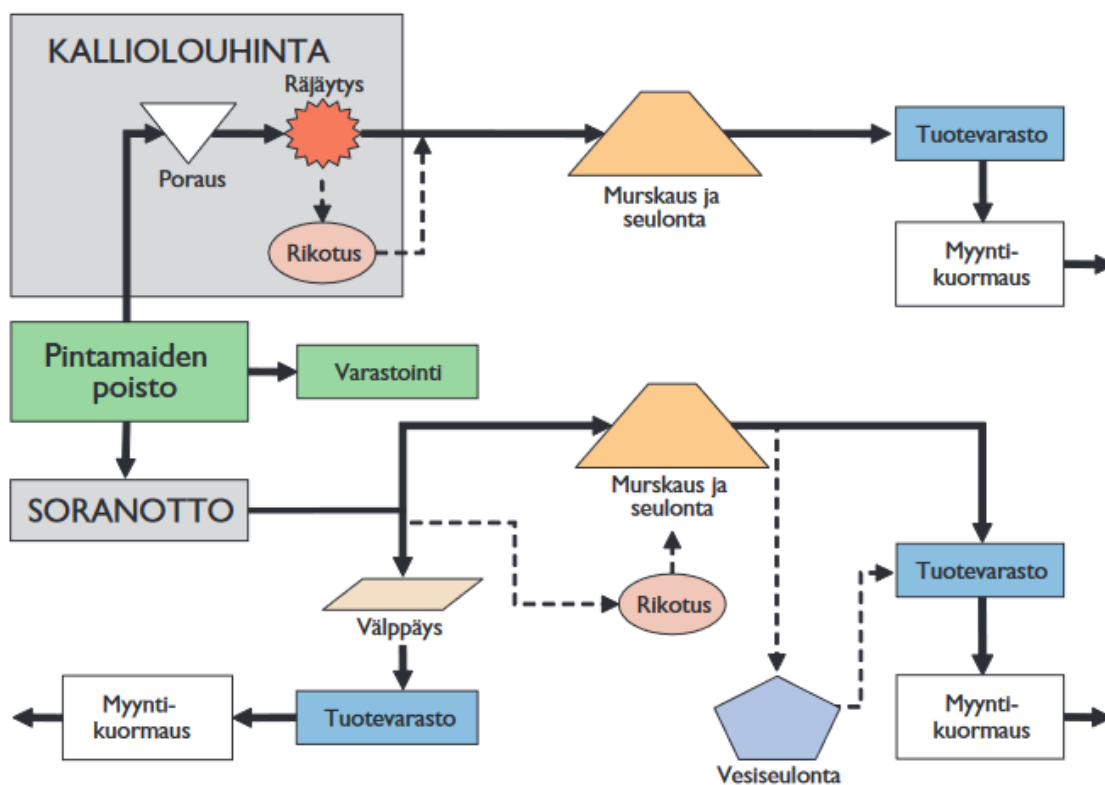 KALLIOLOUHINTA
Räjäytys
Poraus
Rikotus
Murskaus ja
seulonta
Tuotevarasto
Myynti-
kuormaus
Pintamaiden
poisto
Varastointi
SORANOTTO
Murskaus ja
seulonta
Välppäys
Rikotus
Tuotevarasto
Myynti-
kuormaus
Tuotevarasto
Myynti-
kuormaus
Vesiseulonta